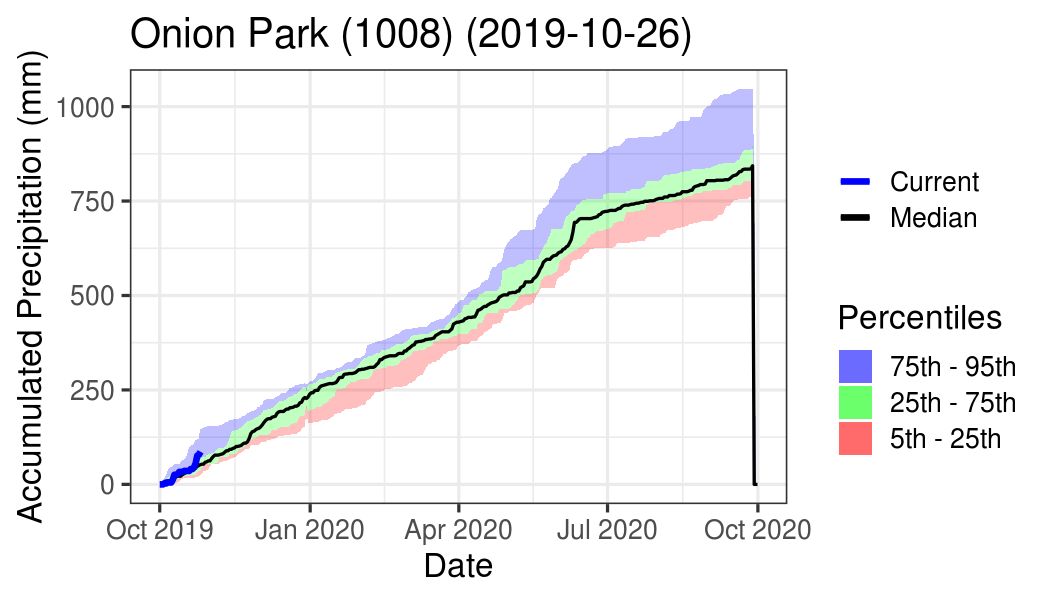 Onion Park (1008) (2019-10-26)
Accumulated Precipitation (mm)
1000
750
500
250
0
Oct 2019 Jan 2020 Apr 2020 Jul 2020 Oct 2020
Date
Current
Median
Percentiles
75th - 95th
25th - 75th
5th - 25th